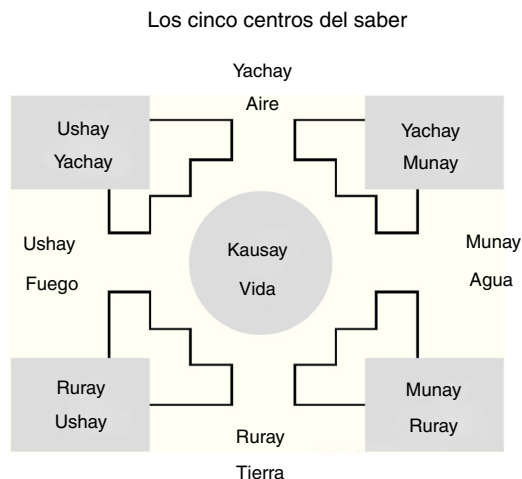 Los cinco centros del saber
Yachay
Aire
Ushay
Yachay
Yachay
Munay
Ushay
Fuego
Kausay
Vida
Munay
Agua
Ruray
Ushay
Munay
Ruray
Ruray
Tierra